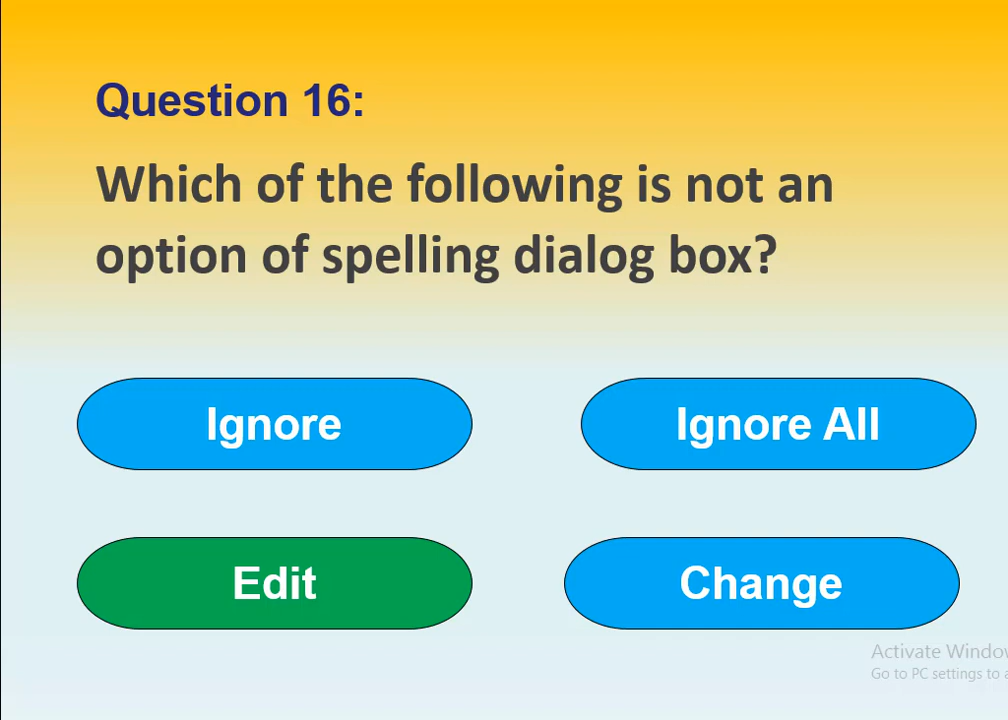 Question 16:
Which of the following is not an
option of spelling dialog box?
Ignore
Ignore All
Edit
Change
Activate Window
Go to PC settings to a